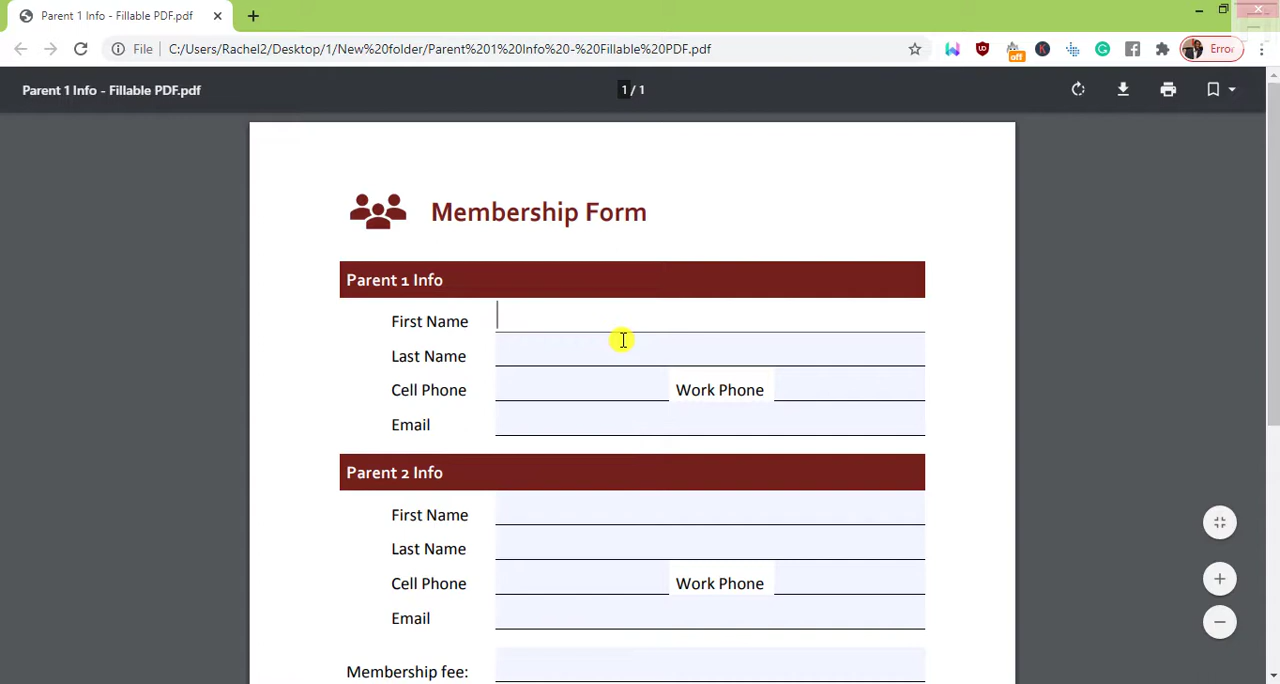 Parent 1 Info - Fillable PDF.pdf
File C:/Users/Rachel2/Desktop/1/New%20folder/Parent%201%20Info%20-%20Fillable%20PDF.pdf
off
Error
Parent 1 Info - Fillable PDF.pdf
1 / 1
Membership Form
Parent 1 Info
First Name
Last Name
Cell Phone Work Phone
Email
Parent 2 Info
First Name
Last Name
Cell Phone Work Phone
Email
Membership fee: